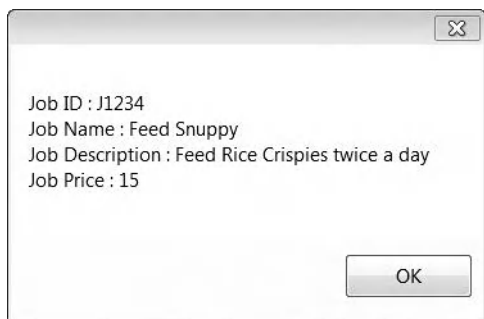 Job ID : J1234
Job Name : Feed Snuppy
Job Description : Feed Rice Crispies twice a day
Job Price : 15
OK